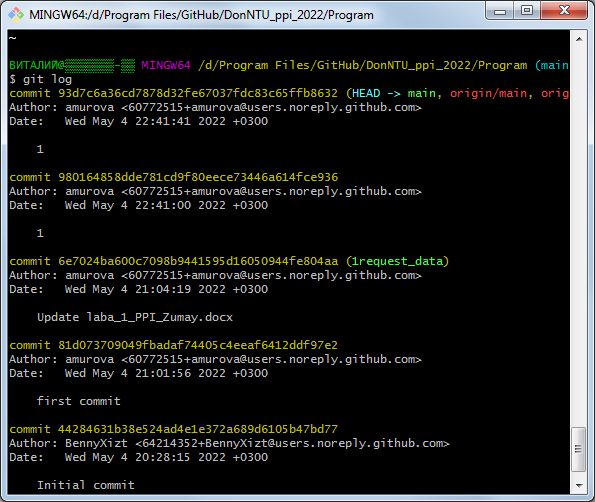 MINGW64:/d/Program Files/GitHub/DonNTU_ppi_2022/Program
~
ВИТАЛИЙ@▒▒▒▒▒▒▒-▒▒ MINGW64 /d/Program Files/GitHub/DonNTU_ppi_2022/Program (main
$ git log
commit 93d7c6a36cd7878d32fe67037fdc83c65ffb8632 (HEAD -> main, origin/main, orig
Author: amurova <60772515+amurova@users.noreply.github.com>
Date:   Wed May 4 22:41:41 2022 +0300
1
commit 980164858dde781cd9f80eece73446a614fce936
Author: amurova <60772515+amurova@users.noreply.github.com>
Date:   Wed May 4 22:41:00 2022 +0300
1
commit 6e7024ba600c7098b9441595d16050944fe804aa (1request_data)
Author: amurova <60772515+amurova@users.noreply.github.com>
Date:   Wed May 4 21:04:19 2022 +0300
Update laba_1_PPI_Zumay.docx
commit 81d073709049fbadaf74405c4eeaf6412ddf97e2
Author: amurova <60772515+amurova@users.noreply.github.com>
Date:   Wed May 4 21:01:56 2022 +0300
first commit
commit 44284631b38e524ad4e1e372a689d6105b47bd77
Author: BennyXizt <64214352+BennyXizt@users.noreply.github.com>
Date:   Wed May 4 20:28:15 2022 +0300
Initial commit